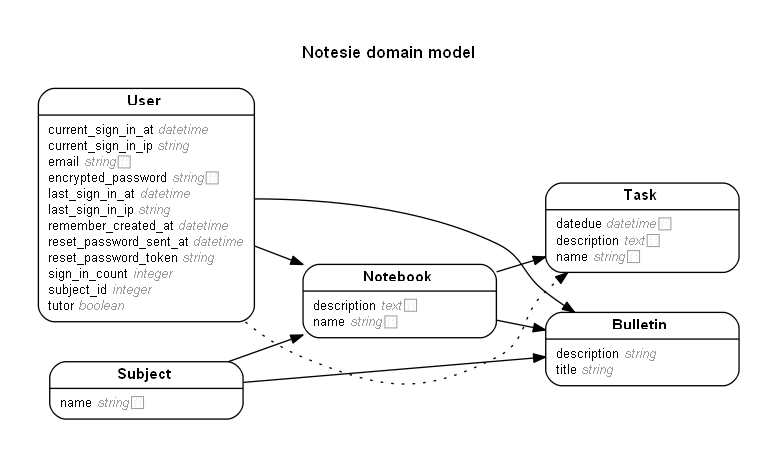 Notesie domain model
User
current_sign_in_at datetime
current_sign_in_ip string
email string
encrypted_password string
last_sign_in_at datetime
last_sign_in_ip string
remember_created_at datetime
reset_password_sent_at datetime
reset_password_token string
sign_in_count integer
subject_id integer
tutor boolean
Subject
name string
Notebook
description text
name string
Task
datedue datetime
description text
name string
Bulletin
description string
title string